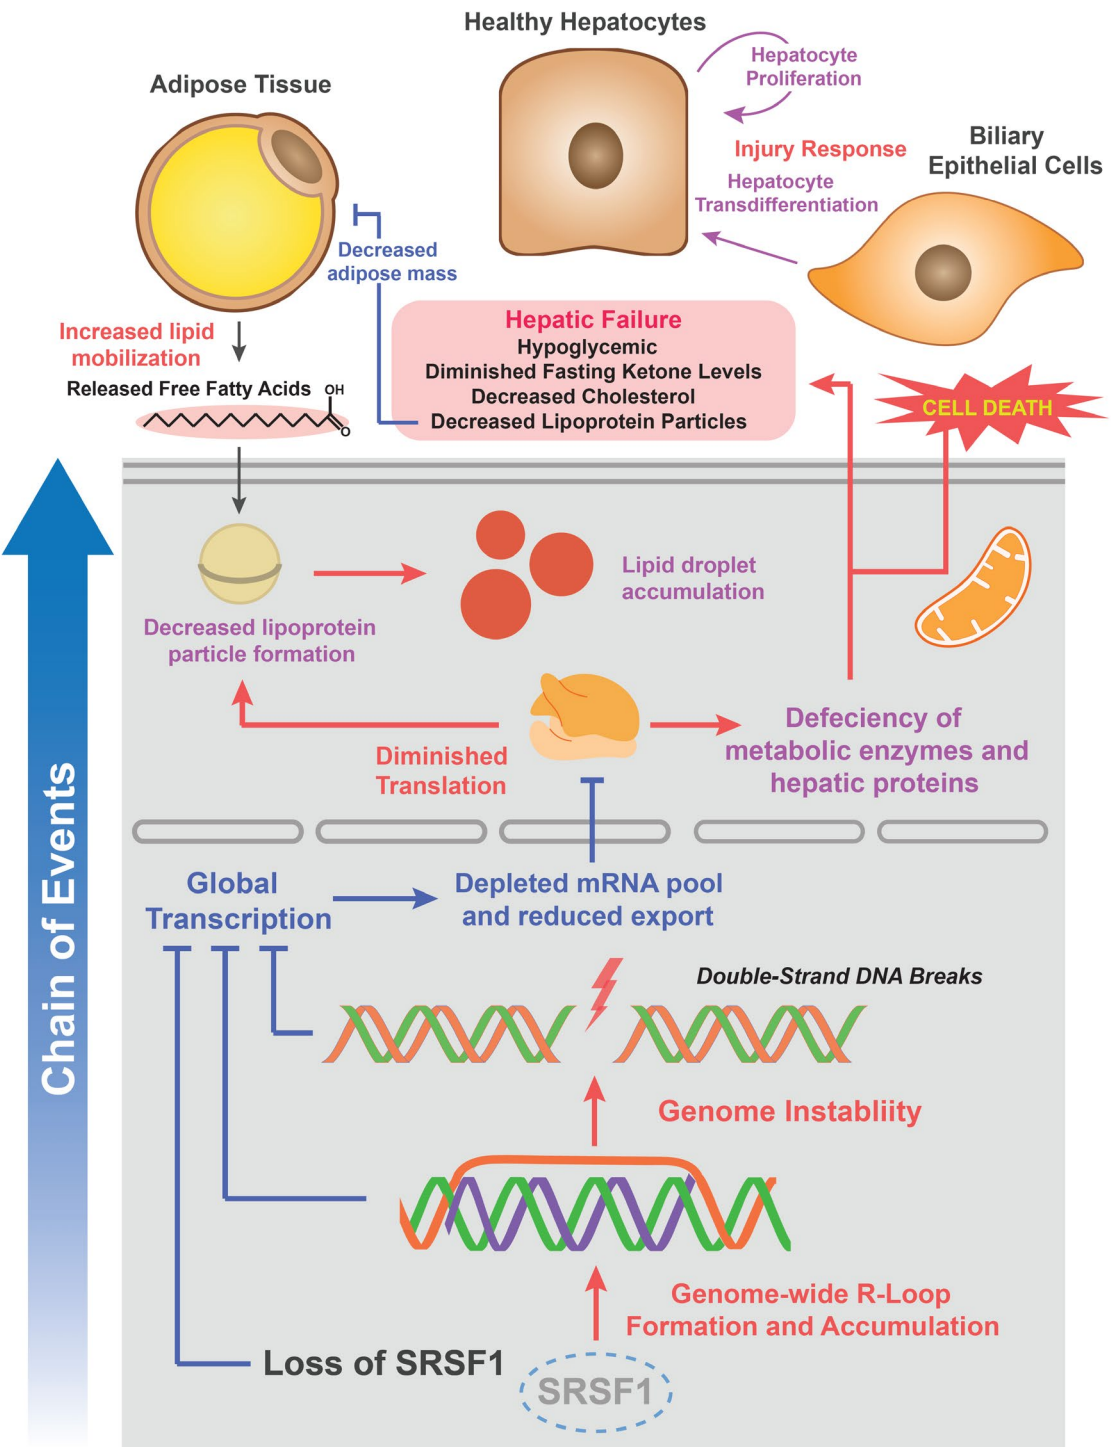 Healthy Hepatocytes
Adipose Tissue
Hepatocyte
Proliferation
Injury Response
Biliary
Epithelial Cells
Hepatocyte
Transdifferentiation
Decreased
adipose mass
Increased lipid
mobilization
Released Free Fatty Acids
OH
O
Hepatic Failure
Hypoglycemic
Diminished Fasting Ketone Levels
Decreased Cholesterol
Decreased Lipoprotein Particles
CELL DEATH
Lipid droplet
accumulation
Decreased lipoprotein
particle formation
Diminished
Translation
Defeciency of
metabolic enzymes and
hepatic proteins
Chain of Events
Global
Transcription
Depleted mRNA pool
and reduced export
Double-Strand DNA Breaks
Genome Instabliity
Genome-wide R-Loop
Formation and Accumulation
Loss of SRSF1
SRSF1